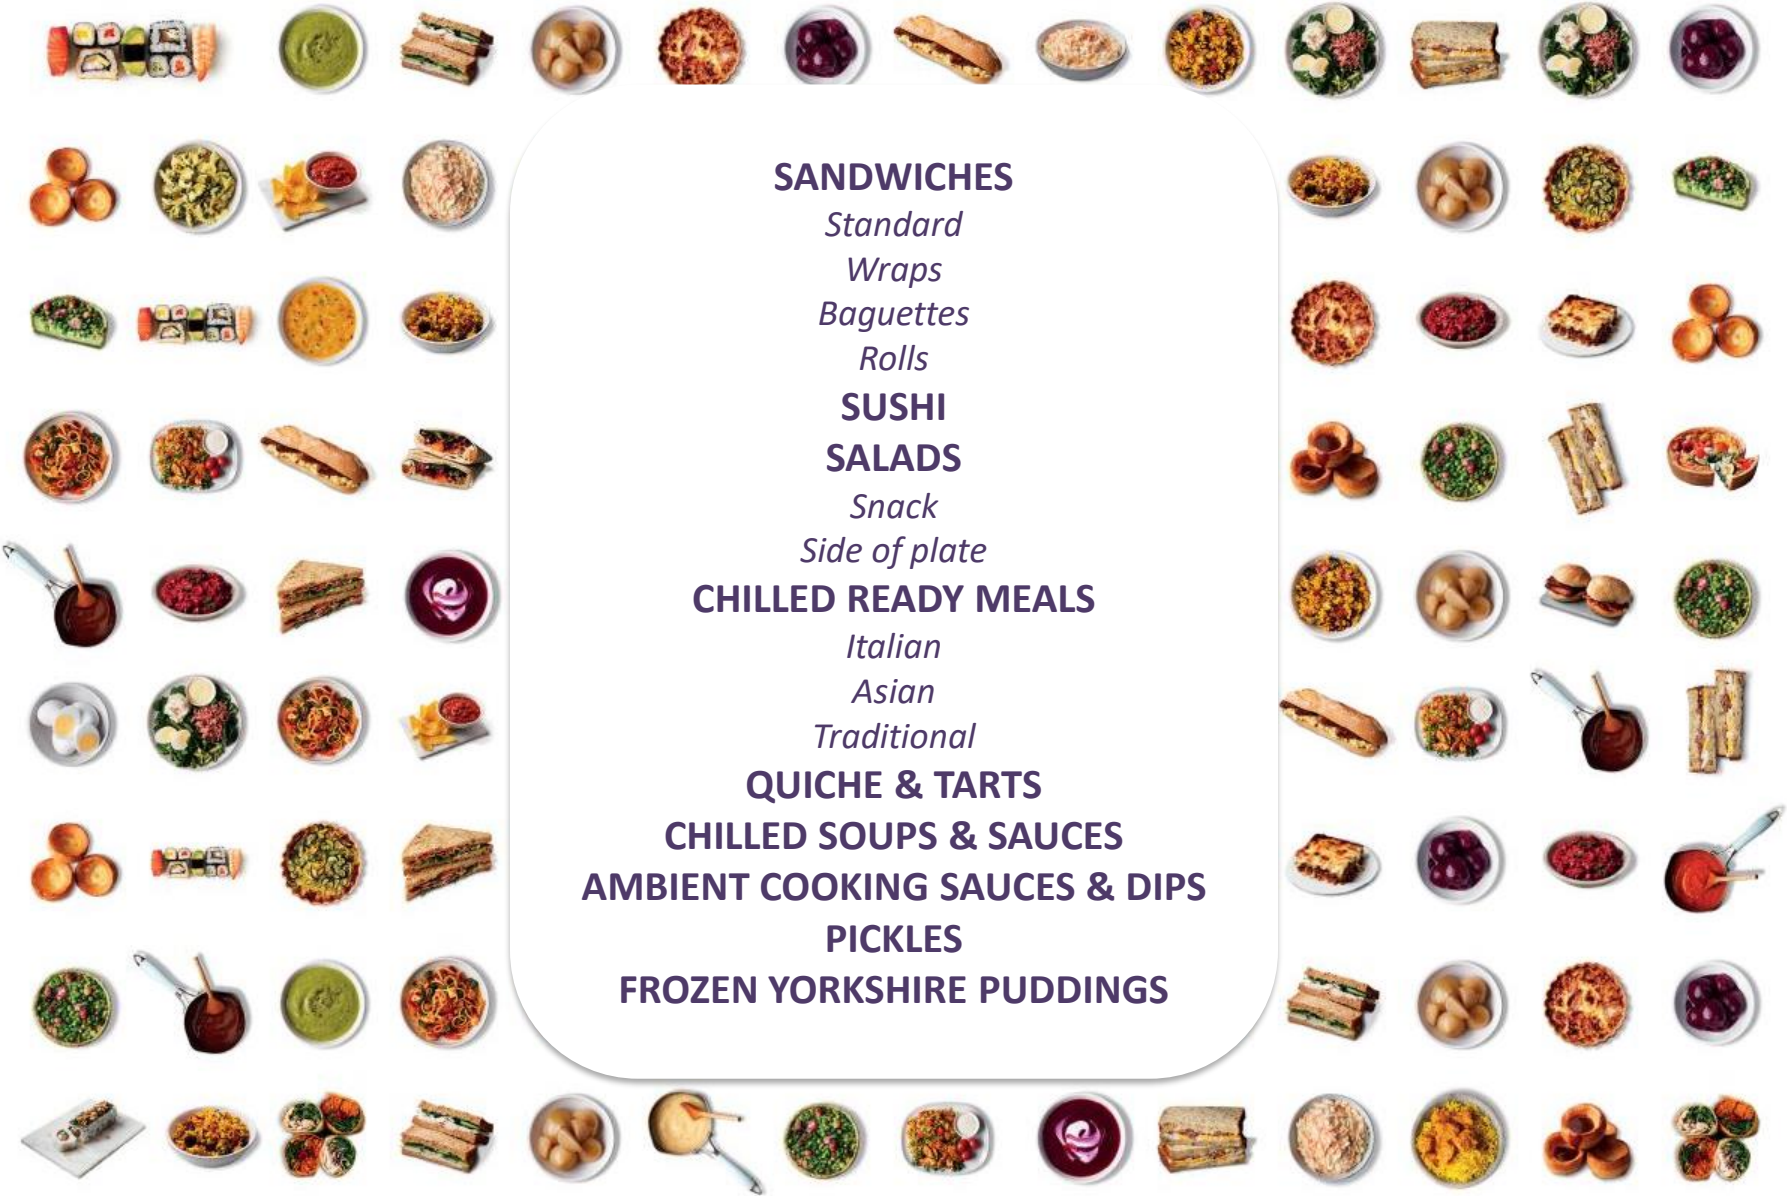 SANDWICHES
Standard
Wraps
Baguettes
Rolls
SUSHI
SALADS
Snack
Side of plate
CHILLED READY MEALS
Italian
Asian
Traditional
QUICHE & TARTS
CHILLED SOUPS & SAUCES
AMBIENT COOKING SAUCES & DIPS
PICKLES
FROZEN YORKSHIRE PUDDINGS